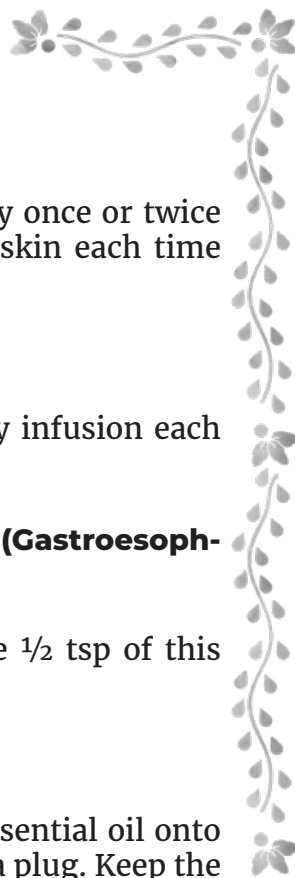 y once or twice
skin each time
y infusion each
(Gastroesoph-
e ½ tsp of this
sential oil onto
a plug. Keep the